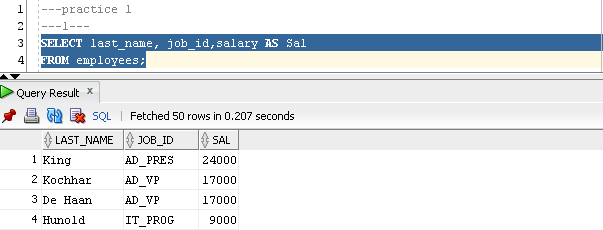 1 ---practice 1
2 ---1---
3 SELECT last_name, job_id,salary AS Sal
4 FROM employees;
Query Result x
SQL | Fetched 50 rows in 0.207 seconds
LAST_NAME JOB_ID SAL
1 King AD_PRES 24000
2 Kochhar AD_VP 17000
3 De Haan AD_VP 17000
4 Hunold IT_PROG 9000